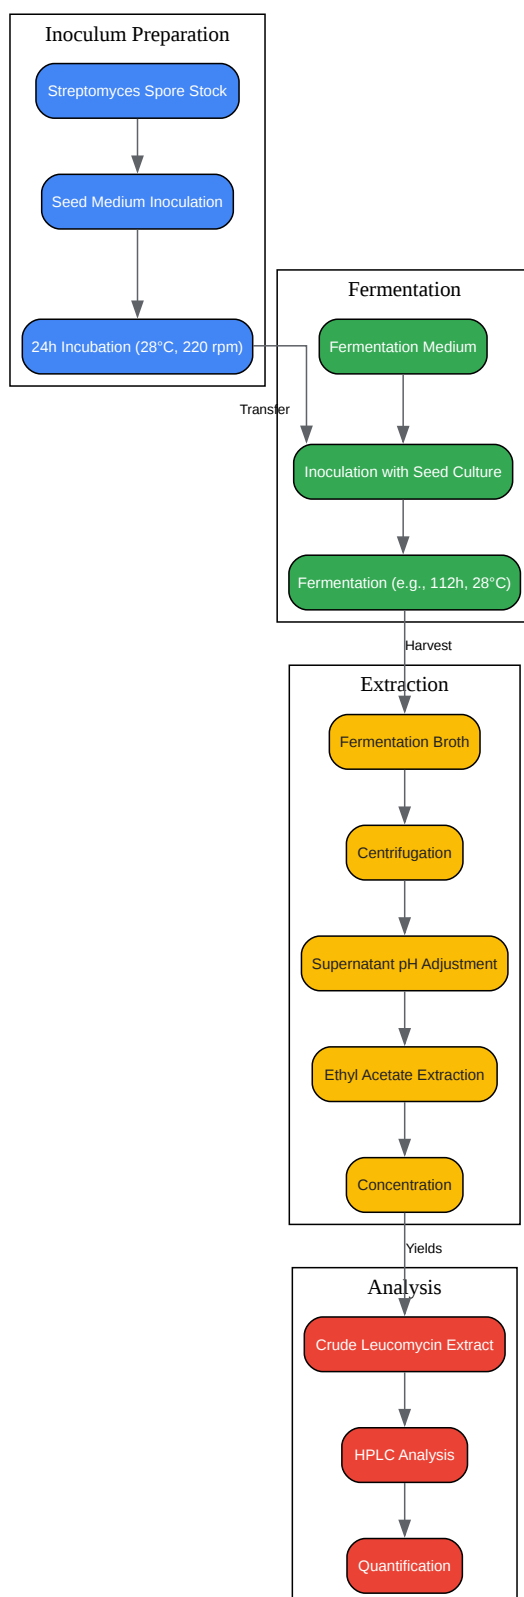 Inoculum Preparation
Streptomyces Spore Stock
Seed Medium Inoculation
24h Incubation (28°C, 220 rpm)
Transfer
Fermentation
Fermentation Medium
Inoculation with Seed Culture
Fermentation (e.g., 112h, 28°C)
Harvest
Extraction
Fermentation Broth
Centrifugation
Supernatant pH Adjustment
Ethyl Acetate Extraction
Concentration
Yields
Analysis
Crude Leucomycin Extract
HPLC Analysis
Quantification